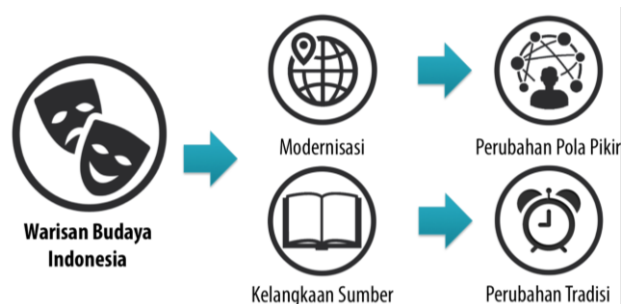 Modernisasi
Perubahan Pola Pikir
Warisan Budaya
Indonesia
Kelangkaan Sumber
Perubahan Tradisi